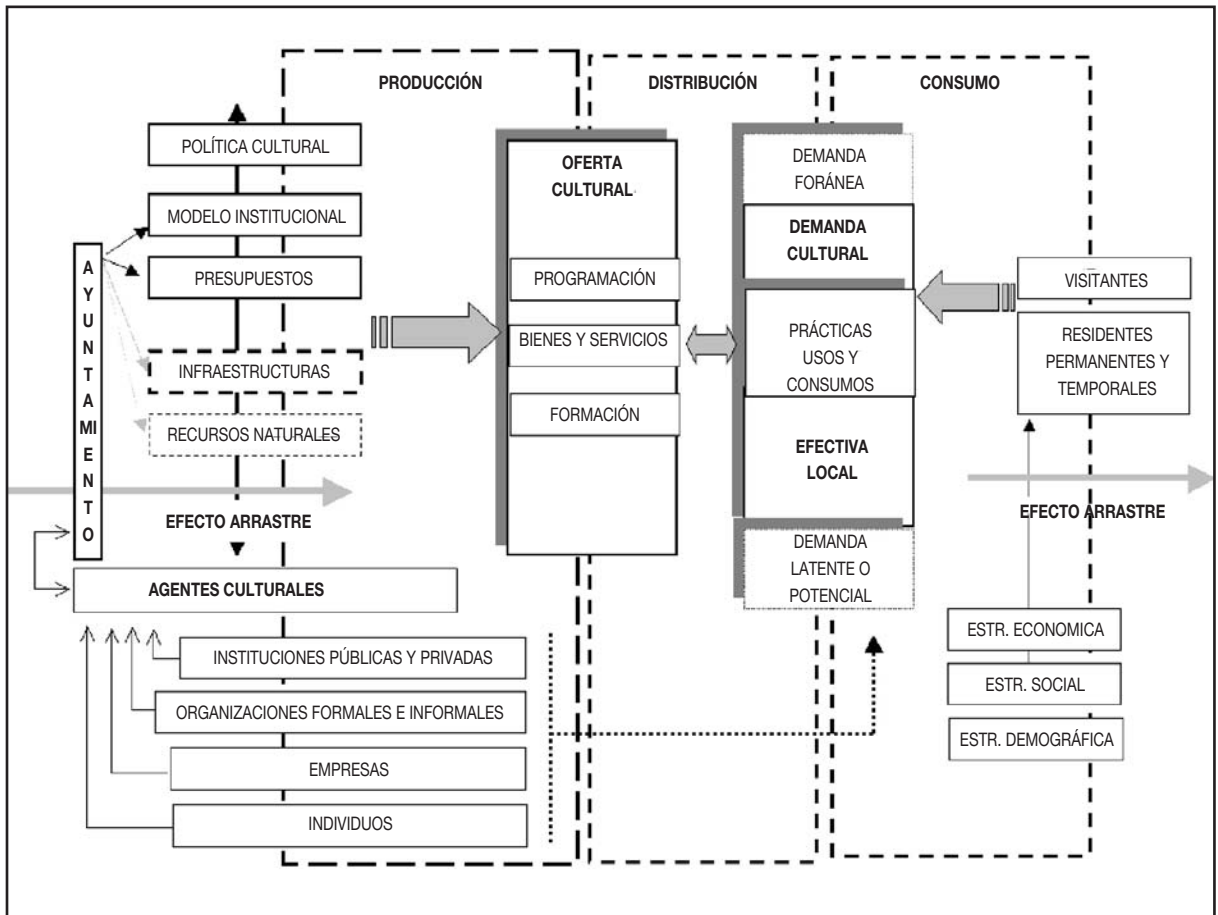 PRODUCCIÓN
DISTRIBUCIÓN
CONSUMO
POLÍTICA CULTURAL
MODELO INSTITUCIONAL
PRESUPUESTOS
INFRAESTRUCTURAS
RECURSOS NATURALES
AYUNTAMIENTO
EFECTO ARRASTRE
AGENTES CULTURALES
INSTITUCIONES PÚBLICAS Y PRIVADAS
ORGANIZACIONES FORMALES E INFORMALES
EMPRESAS
INDIVIDUOS
OFERTA
CULTURAL
PROGRAMACIÓN
BIENES Y SERVICIOS
FORMACIÓN
DEMANDA
FORÁNEA
DEMANDA
CULTURAL
PRÁCTICAS
USOS Y
CONSUMOS
EFECTIVA
LOCAL
DEMANDA
LATENTE O
POTENCIAL
VISITANTES
RESIDENTES
PERMANENTES Y
TEMPORALES
EFECTO ARRASTRE
ESTR. ECONOMICA
ESTR. SOCIAL
ESTR. DEMOGRÁFICA